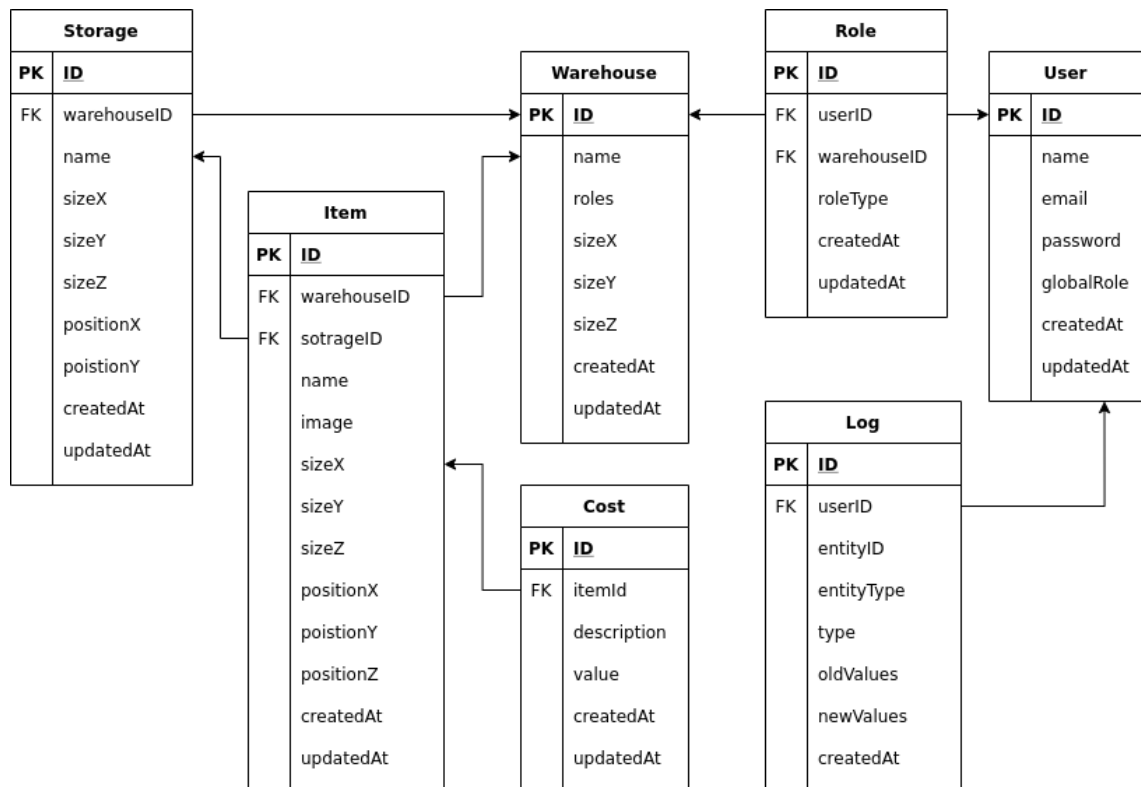 Storage
PK ID
FK warehouseID
name
sizeX
sizeY
sizeZ
positionX
poistionY
createdAt
updatedAt
Item
PK ID
FK warehouseID
FK sotrageID
name
image
sizeX
sizeY
sizeZ
positionX
poistionY
positionZ
createdAt
updatedAt
Warehouse
PK ID
name
roles
sizeX
sizeY
sizeZ
createdAt
updatedAt
Cost
PK ID
FK itemId
description
value
createdAt
updatedAt
Role
PK ID
FK userID
FK warehouseID
roleType
createdAt
updatedAt
User
PK ID
name
email
password
globalRole
createdAt
updatedAt
Log
PK ID
FK userID
entityID
entityType
type
oldValues
newValues
createdAt